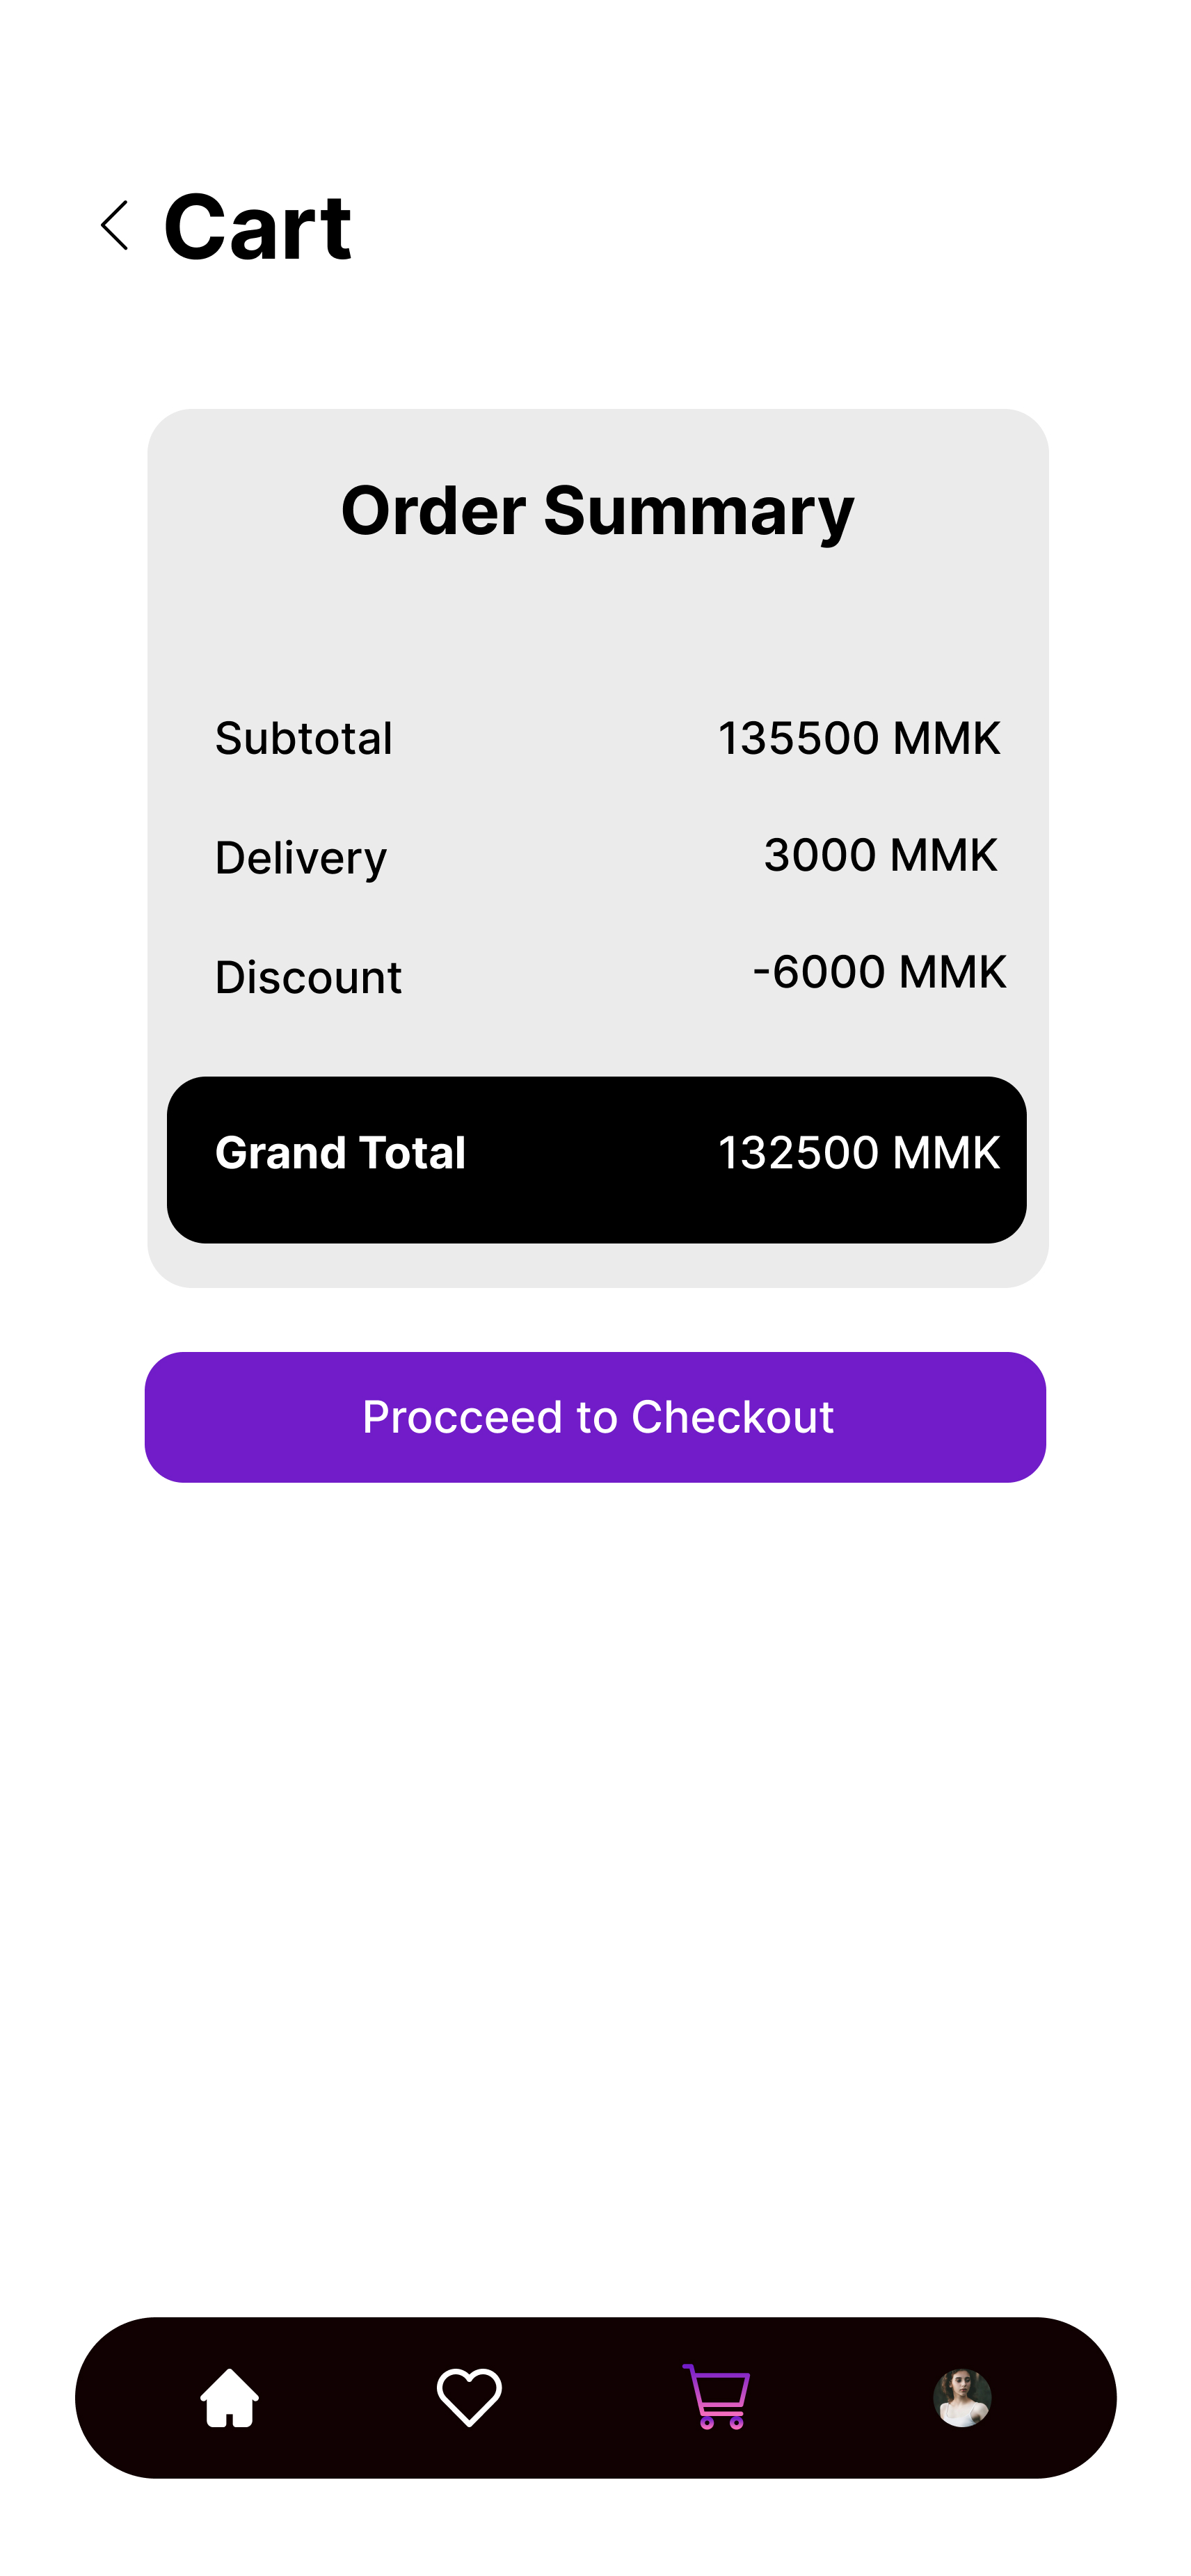 Cart
Order Summary
Subtotal 135500 MMK
Delivery 3000 MMK
Discount -6000 MMK
Grand Total 132500 MMK
Procceed to Checkout